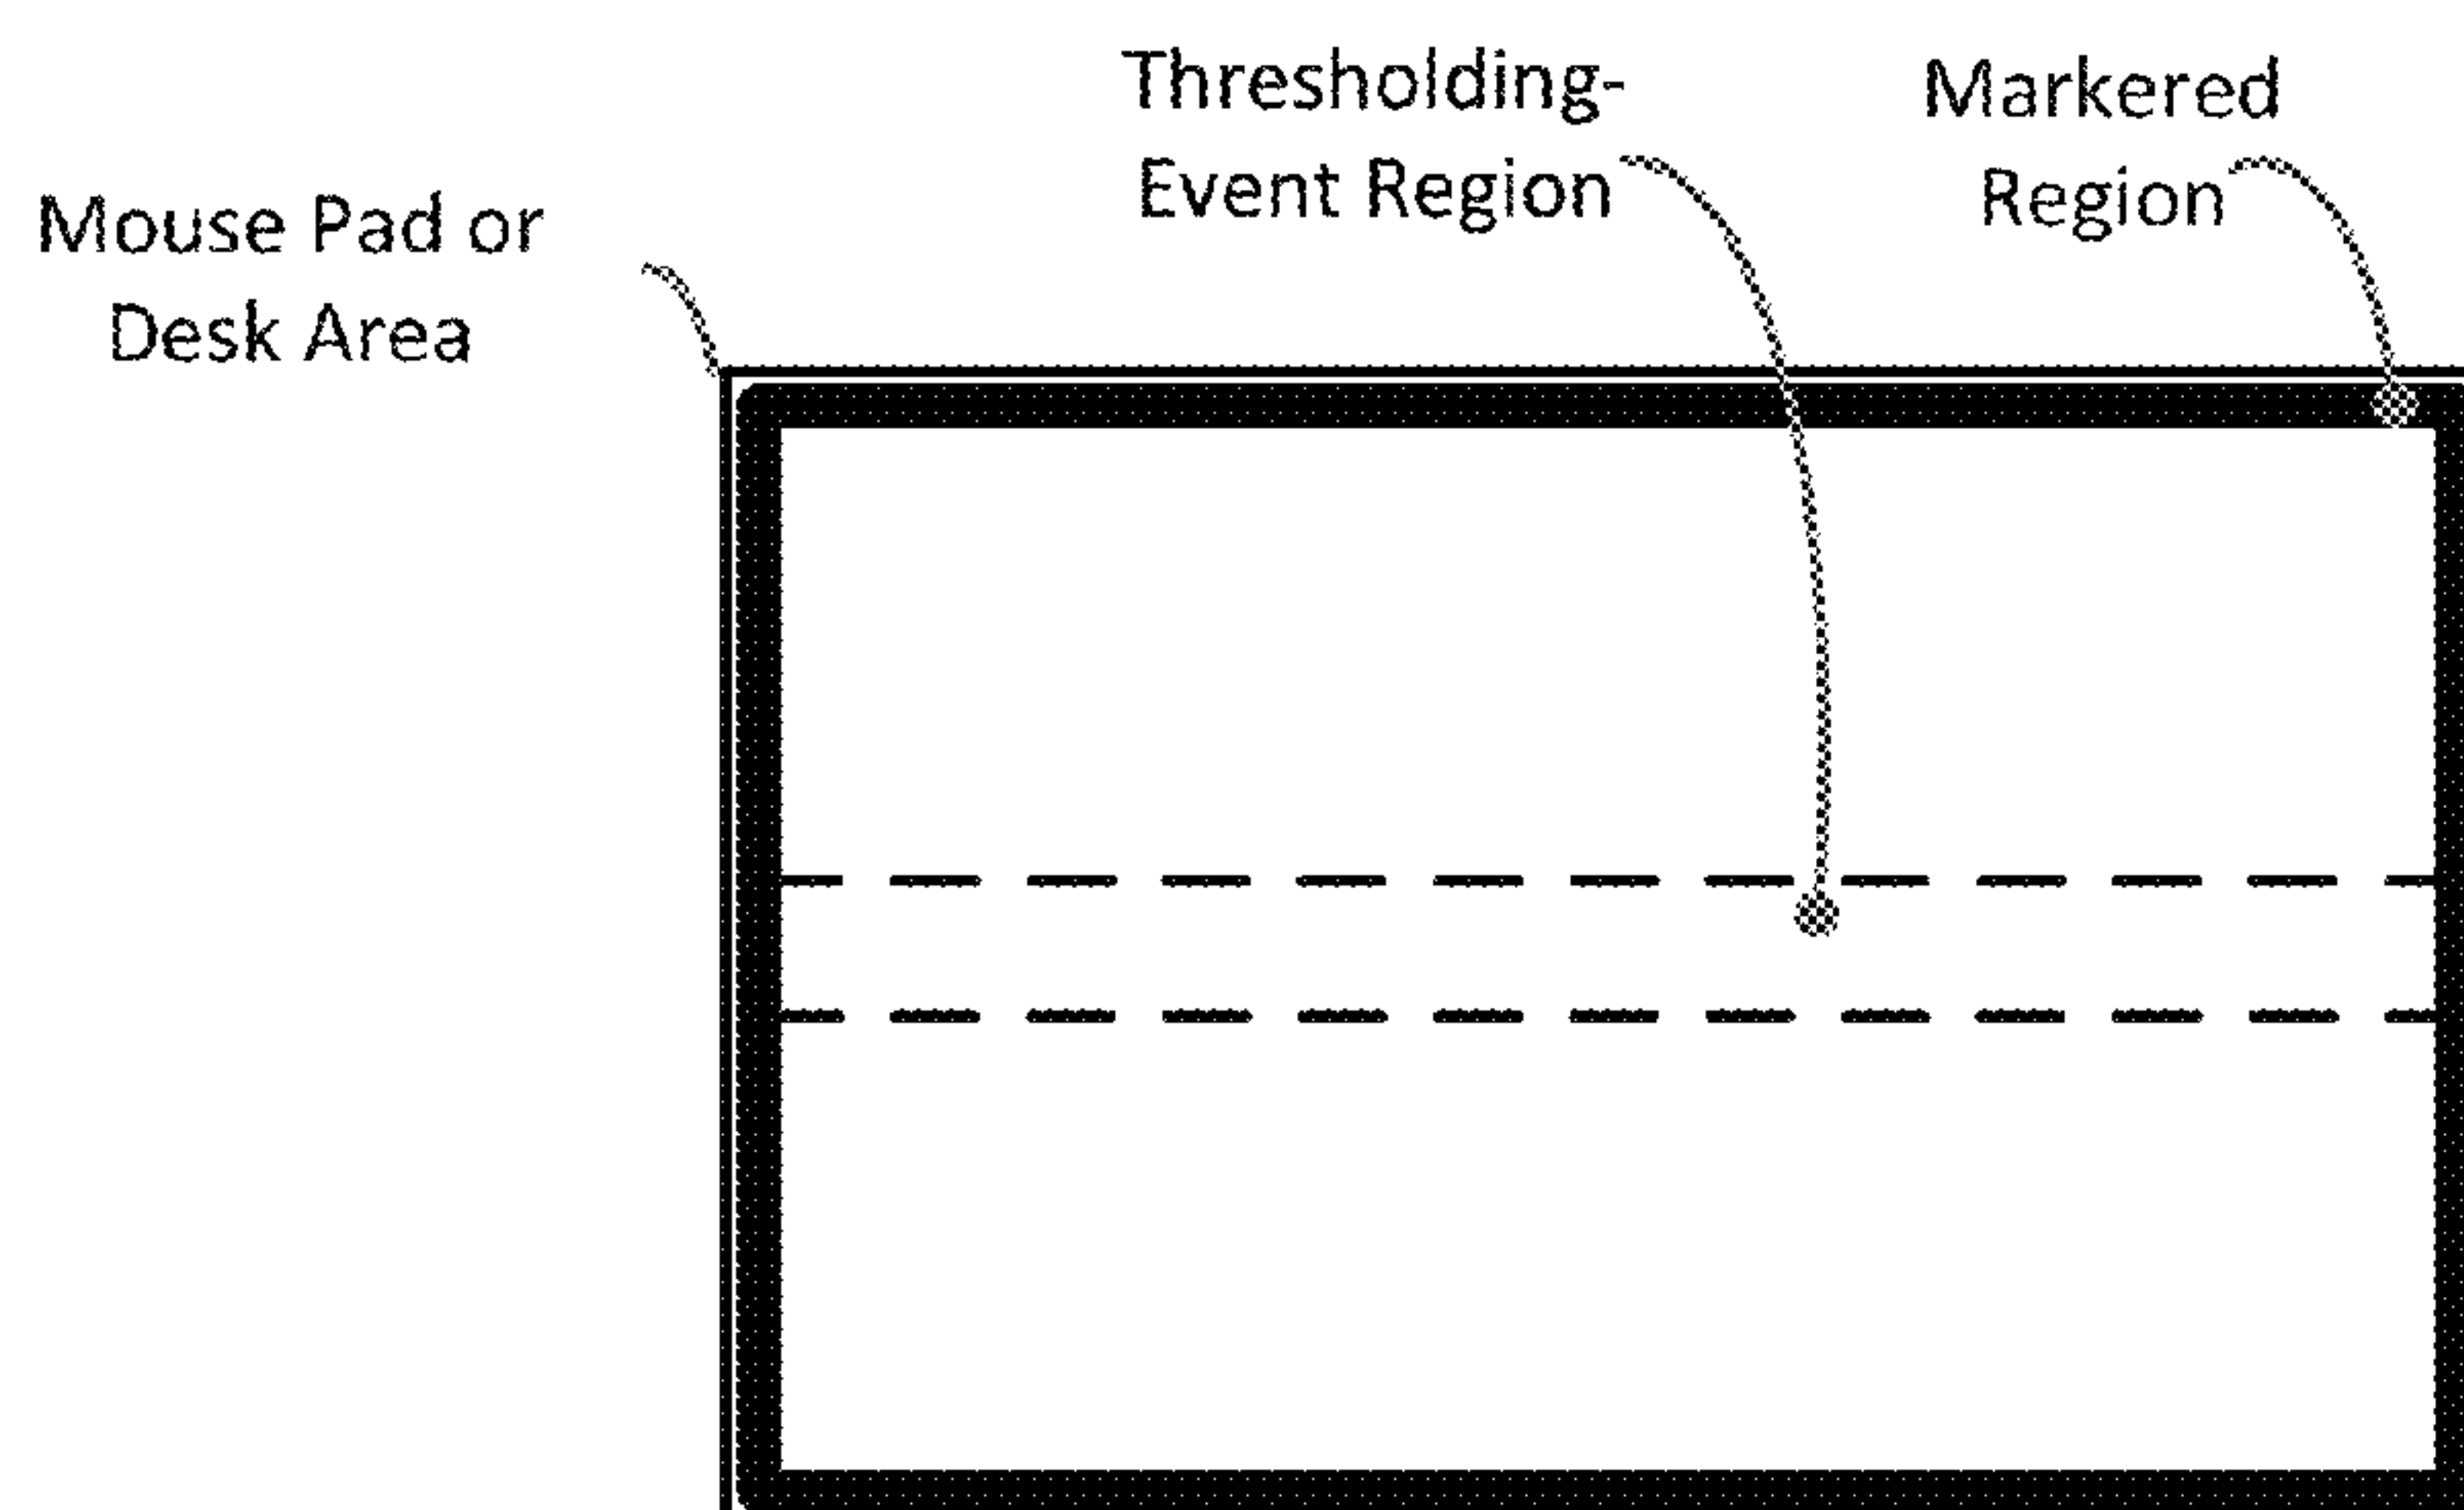 Mouse Pad or
Desk Area
Thresholding-
Event Region
Markered
Region